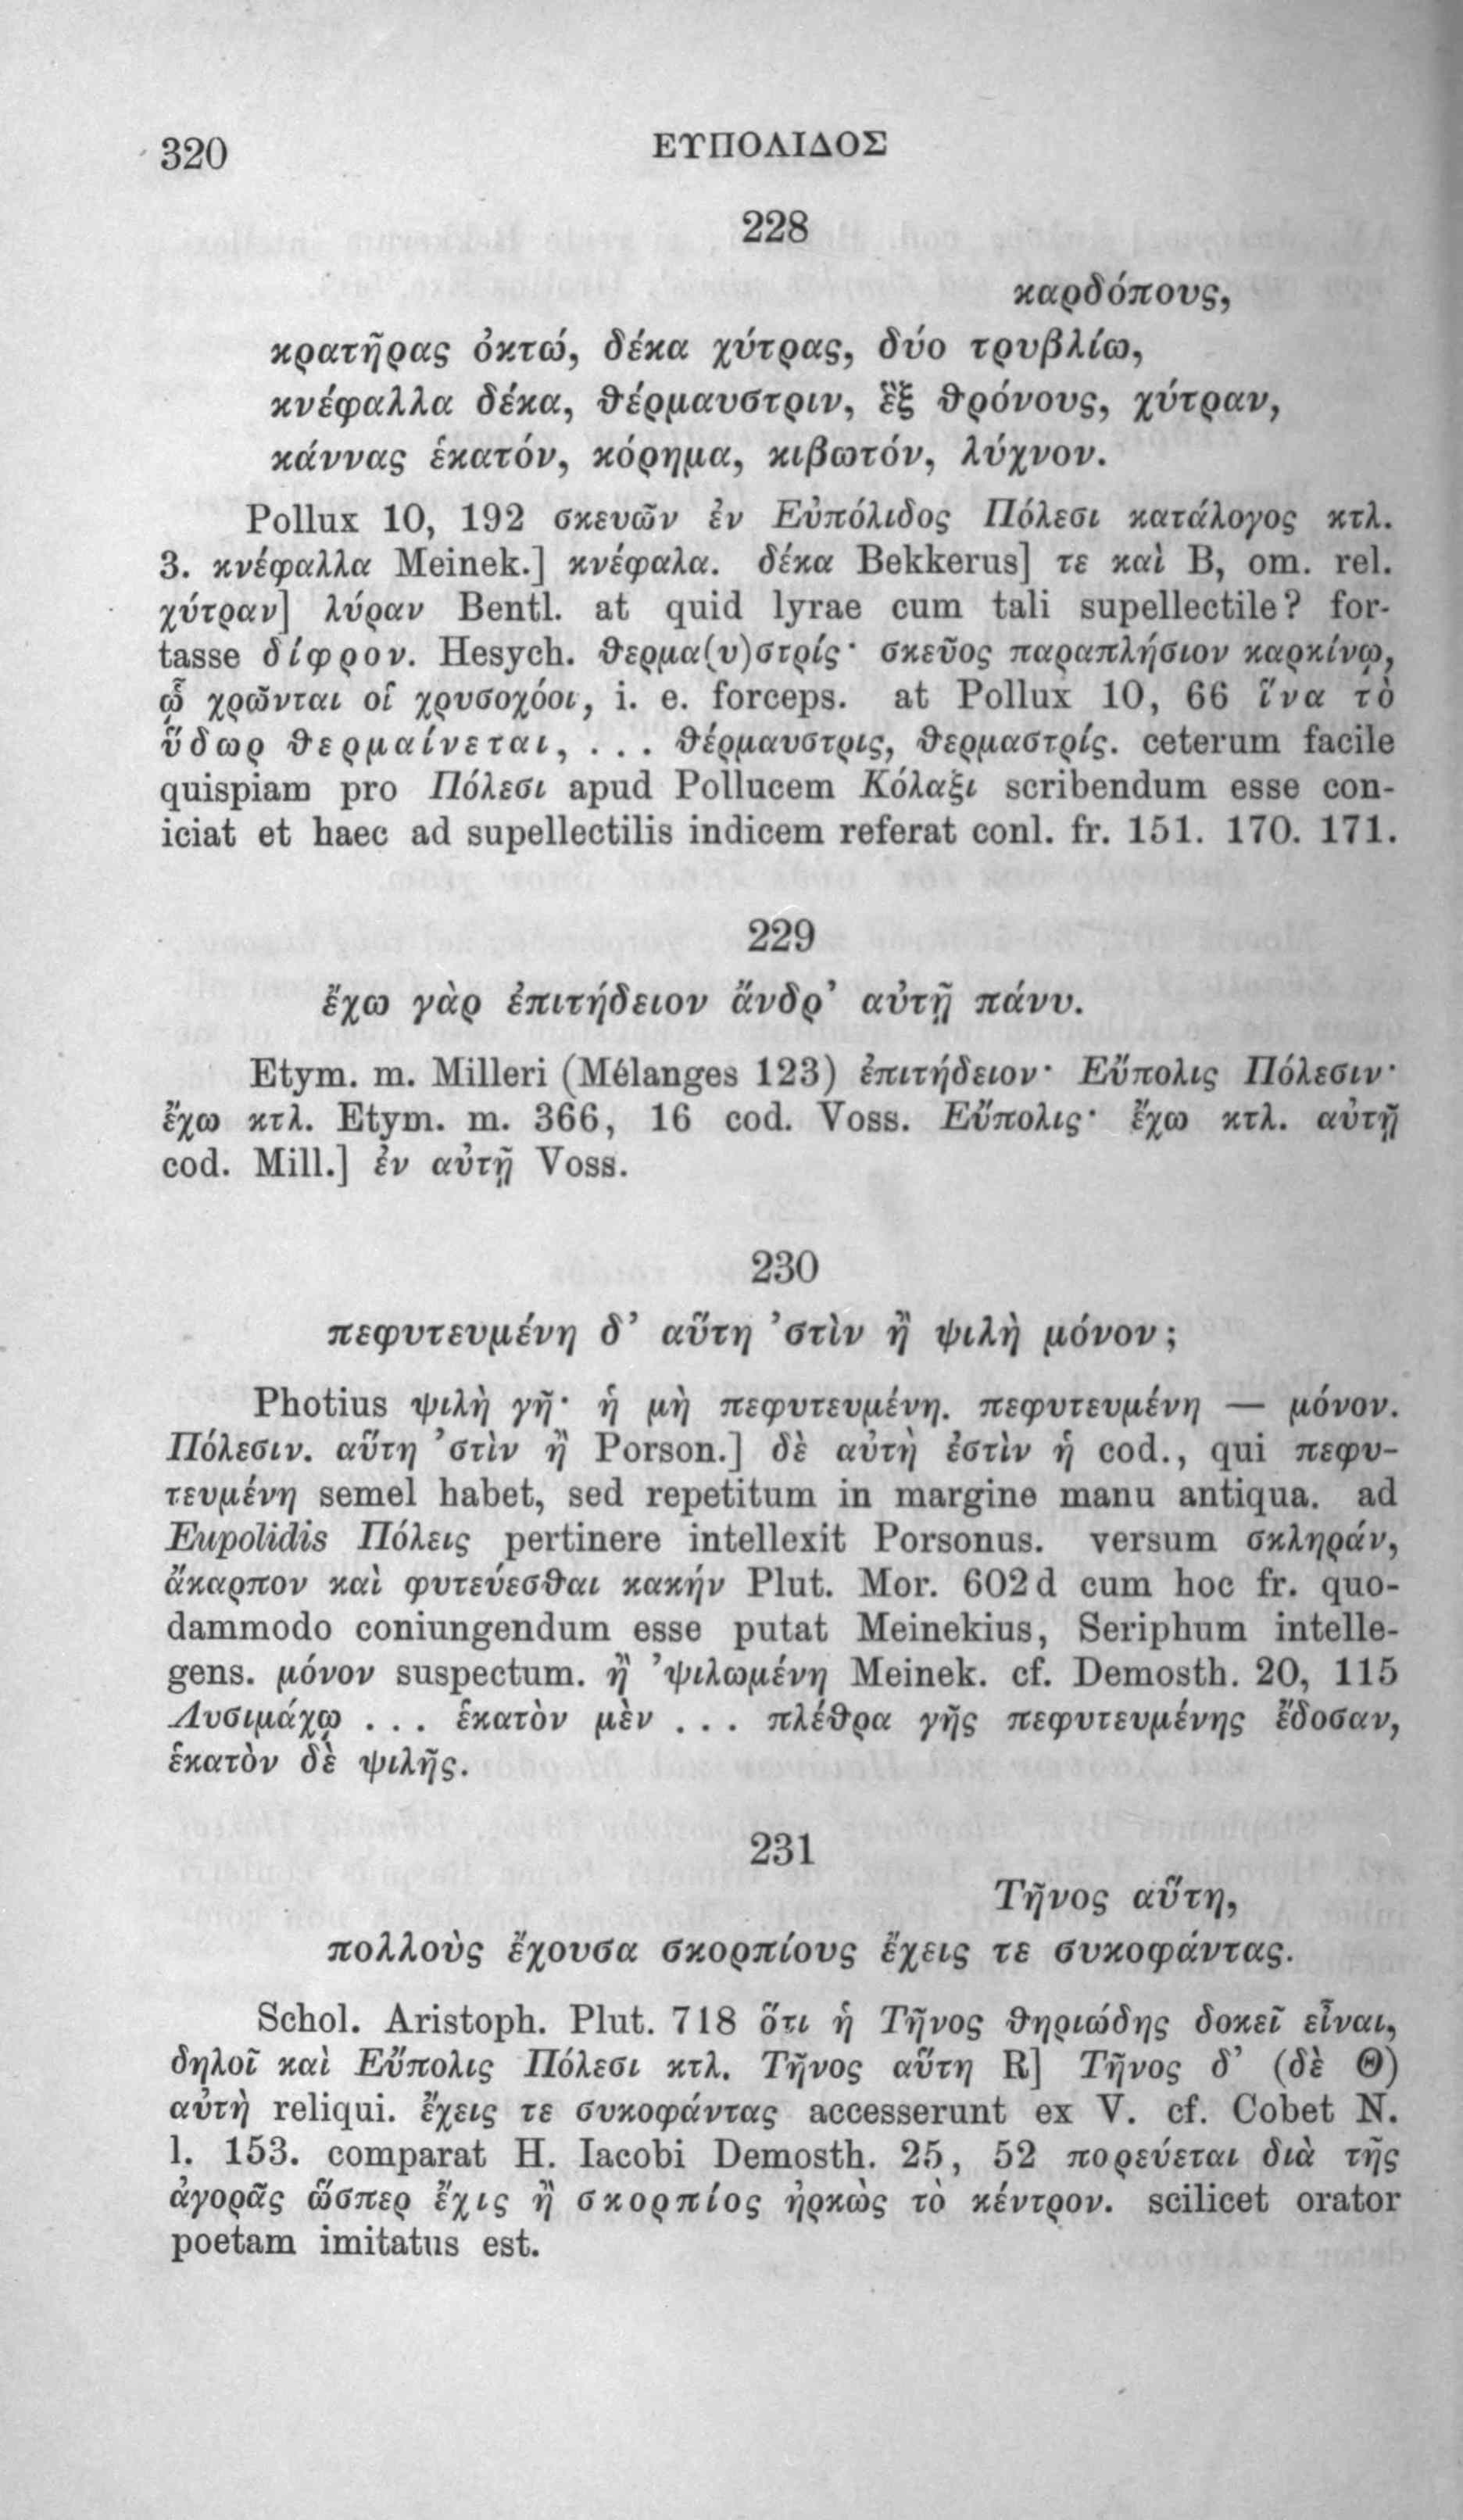 320
ΕΥΠΟΛΙΔΟΣ
228
καρδόπους,
κρατῆρας ὀκτώ, δέκα χύτρας, δύο τρυβλίω,
κνέφαλλα δέκα, θέρμαυστριν, ἓξ θρόνους, χύτραν,
κάννας ἑκατόν, κόρημα, κιβωτόν, λύχνον.
Pollux 10, 192 σκευῶν ἐν Εὐπόλιδος Πόλεσι κατάλογος κτλ.
3. κνέφαλλα Meinek.] κνέφαλα. δέκα Bekkerus] τε καὶ B, om. rel.
χύτραν] λύραν Bentl. at quid lyrae cum tali supellectile? for-
tasse δίφρον. Hesych. θερμα(υ)στρίς· σκεῦος παραπλήσιον καρκίνῳ,
ᾧ χρῶνται οἱ χρυσοχόοι, i. e. forceps. at Pollux 10, 66 ἵνα τὸ
ὕδωρ θερμαίνεται, ... θέρμαυστρις, θερμαστρίς. ceterum facile
quispiam pro Πόλεσι apud Pollucem Κόλαξι scribendum esse con-
iciat et haec ad supellectilis indicem referat conl. fr. 151. 170. 171.
229
ἔχω γὰρ ἐπιτήδειον ἄνδρ’ αὐτῇ πάνυ.
Etym. m. Milleri (Mélanges 123) ἐπιτήδειον· Εὔπολις Πόλεσιν·
ἔχω κτλ. Etym. m. 366, 16 cod. Voss. Εὔπολις· ἔχω κτλ. αὐτῇ
cod. Mill.] ἐν αὐτῇ Voss.
230
πεφυτευμένη δ’ αὕτη ’στὶν ἢ ψιλὴ μόνον;
Photius ψιλὴ γῆ· ἡ μὴ πεφυτευμένη. πεφυτευμένη — μόνον.
Πόλεσιν. αὕτη ’στὶν ἢ Porson.] δὲ αὐτὴ ἐστὶν ἡ cod., qui πεφυ-
τευμένη semel habet, sed repetitum in margine manu antiqua. ad
Eupolidis Πόλεις pertinere intellexit Porsonus. versum σκληράν,
ἄκαρπον καὶ φυτεύεσθαι κακήν Plut. Mor. 602 d cum hoc fr. quo-
dammodo coniungendum esse putat Meinekius, Seriphum intelle-
gens. μόνον suspectum. ἢ ’ψιλωμένη Meinek. cf. Demosth. 20, 115
Λυσιμάχῳ ... ἑκατὸν μὲν ... πλέθρα γῆς πεφυτευμένης ἔδοσαν,
ἑκατὸν δὲ ψιλῆς.
231
Τῆνος αὕτη,
πολλοὺς ἔχουσα σκορπίους ἔχεις τε συκοφάντας.
Schol. Aristoph. Plut. 718 ὅτι ἡ Τῆνος θηριώδης δοκεῖ εἶναι,
δηλοῖ καὶ Εὔπολις Πόλεσι κτλ. Τῆνος αὕτη R] Τῆνος δ’ (δὲ Θ)
αὐτὴ reliqui. ἔχεις τε συκοφάντας accesserunt ex V. cf. Cobet N.
l. 153. comparat H. Iacobi Demosth. 25, 52 πορεύεται διὰ τῆς
ἀγορᾶς ὥσπερ ἔχις ἢ σκορπίος ἠρκὼς τὸ κέντρον. scilicet orator
poetam imitatus est.